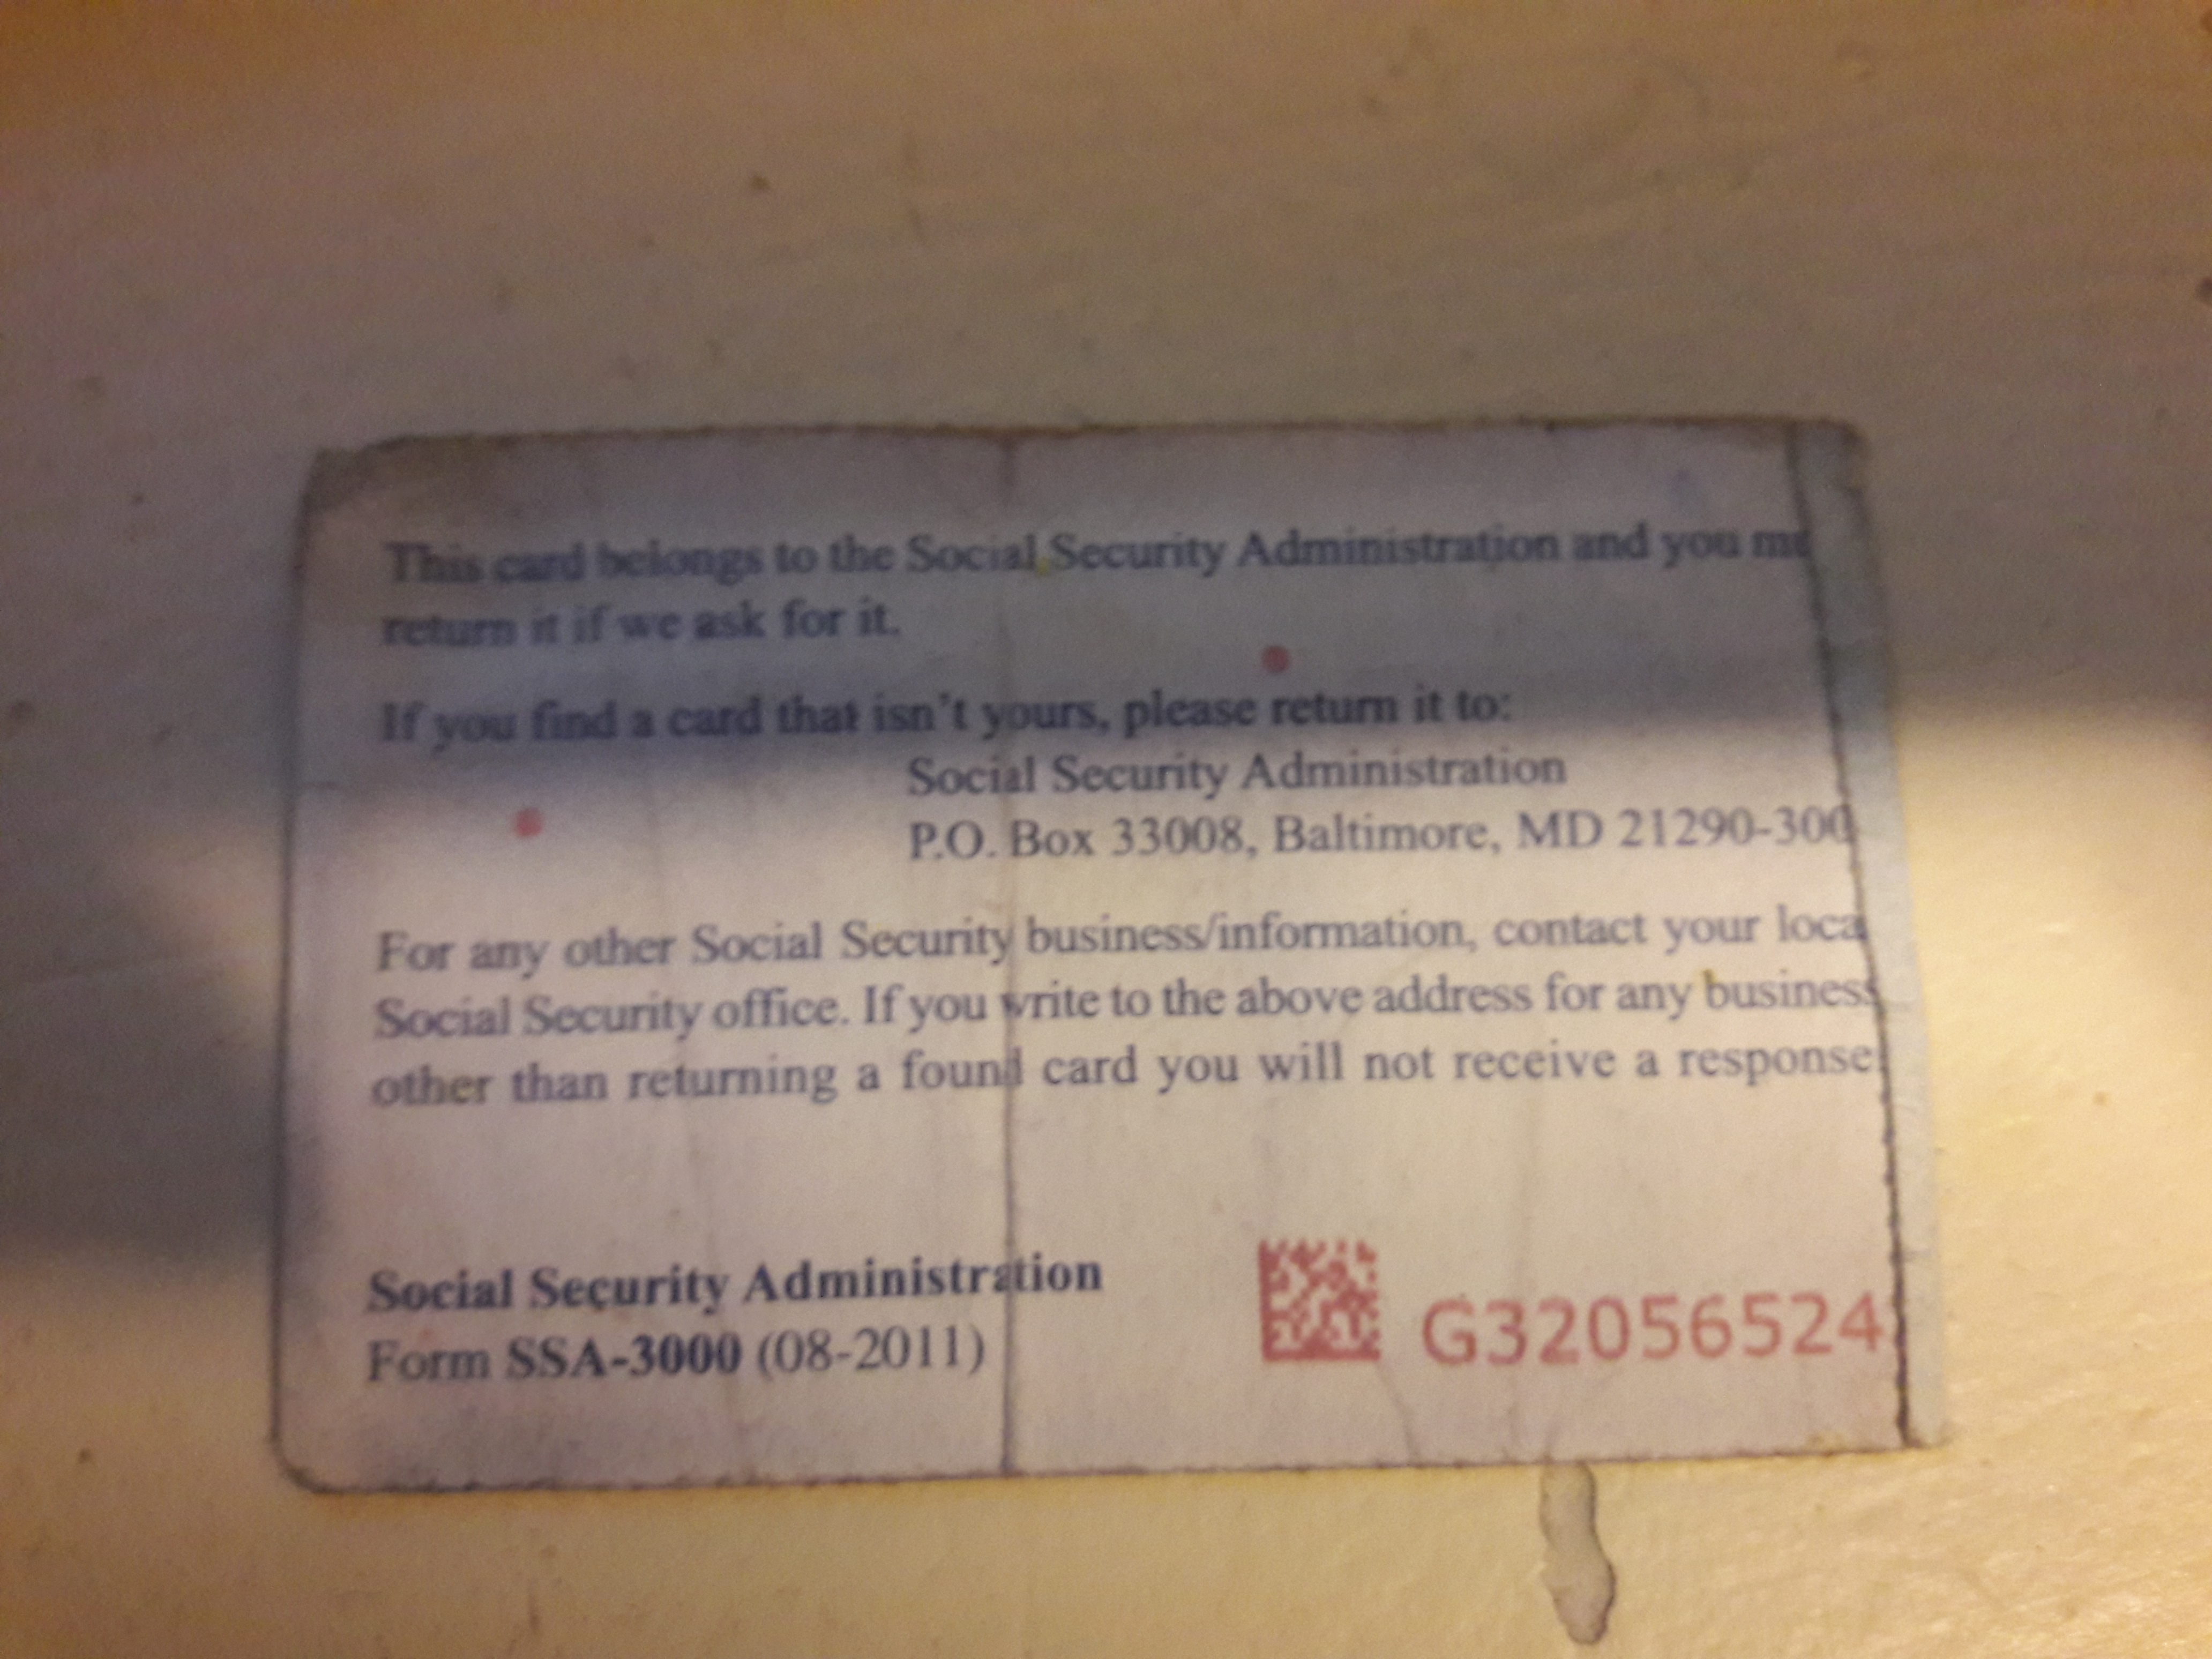 This card belongs to the Social Security Administration and you mu
return it if we ask for it.
If you find a card that isn't yours, please return it to:
Social Security Administration
P.O. Box 33008, Baltimore, MD 21290-300
For any other Social Security business/information, contact your loca
Social Security office. If you write to the above address for any business
other than returning a found card you will not receive a response.
Social Security Administration
Form SSA-3000 (08-2011)
G32056524